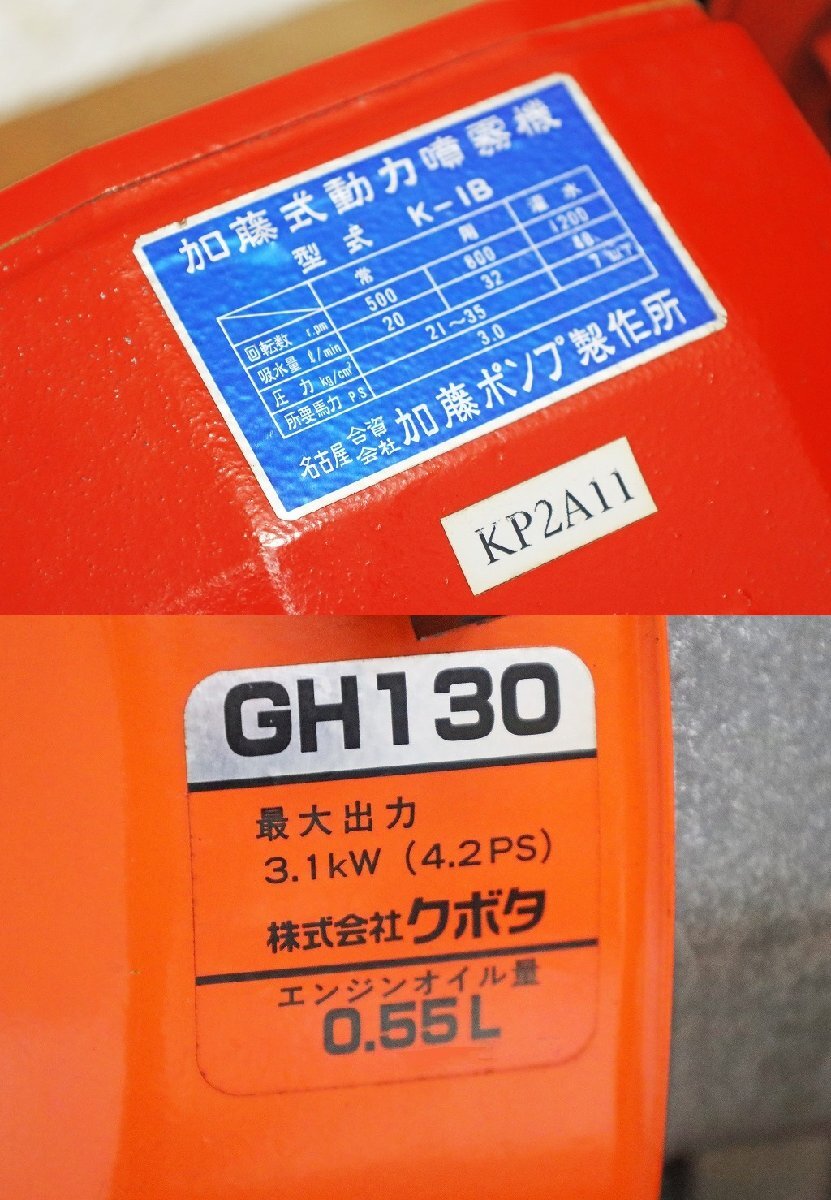 加藤式動力噴霧機
型式 K-1B
常 用 灌水
回転数 r.pm 500 800 1200
吸水量 ℓ/min 20 32 48
圧力 kg/cm² 21～35 7以下
所要馬力 PS 3.0
名古屋 合資会社 加藤ポンプ製作所
KP2A11
GH130
最大出力
3.1kW (4.2PS)
株式会社クボタ
エンジンオイル量
0.55L